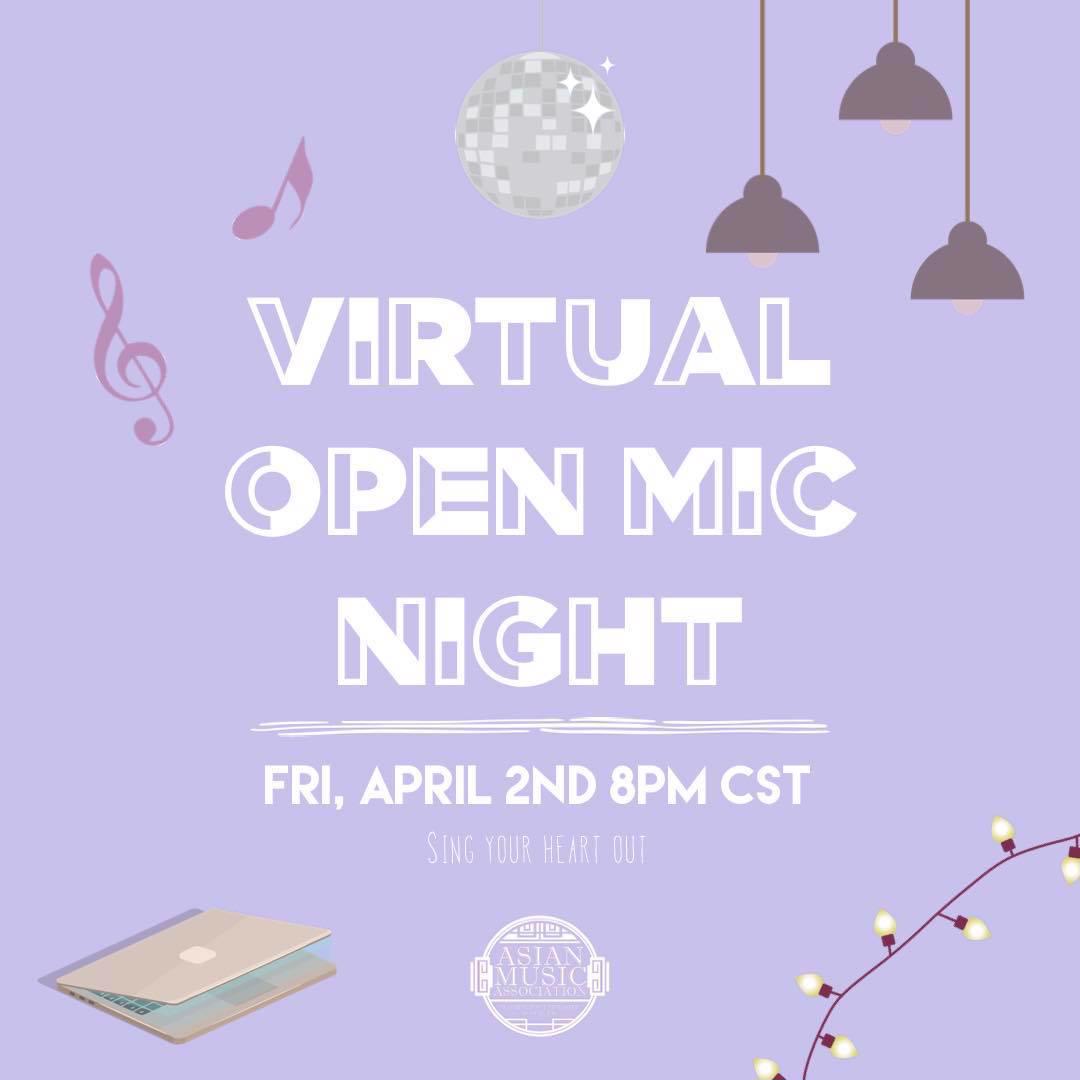 VIRTUAL
OPEN MIC
NIGHT
FRI, APRIL 2ND 8PM CST
SING YOUR HEART OUT
ASIAN
MUSIC
ASSOCIATION